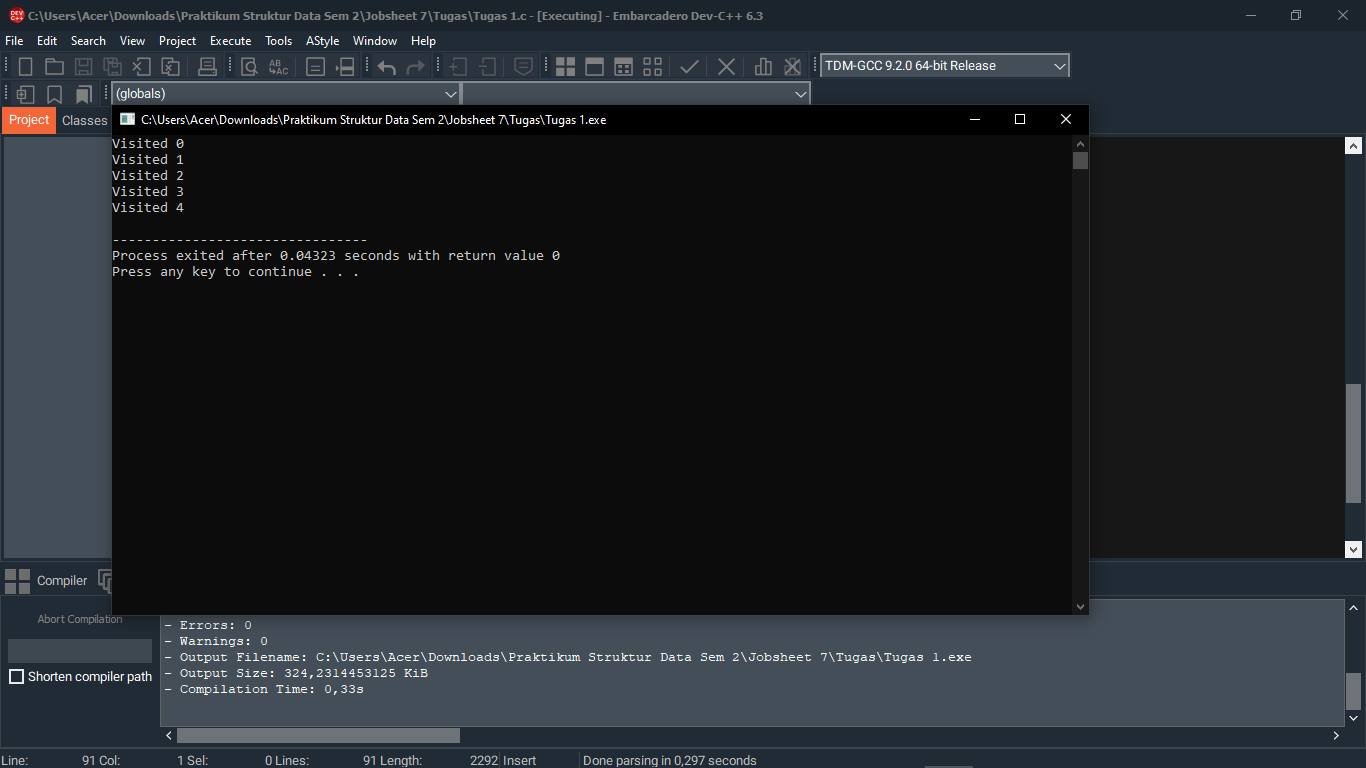 C:\Users\Acer\Downloads\Praktikum Struktur Data Sem 2\Jobsheet 7\Tugas\Tugas 1.c - [Executing] - Embarcadero Dev-C++ 6.3
File Edit Search View Project Execute Tools AStyle Window Help
TDM-GCC 9.2.0 64-bit Release
(globals)
Project Classes
C:\Users\Acer\Downloads\Praktikum Struktur Data Sem 2\Jobsheet 7\Tugas\Tugas 1.exe
Visited 0
Visited 1
Visited 2
Visited 3
Visited 4
--------------------------------
Process exited after 0.04323 seconds with return value 0
Press any key to continue . . .
Compiler
Abort Compilation
Shorten compiler path
- Errors: 0
- Warnings: 0
- Output Filename: C:\Users\Acer\Downloads\Praktikum Struktur Data Sem 2\Jobsheet 7\Tugas\Tugas 1.exe
- Output Size: 324,2314453125 KiB
- Compilation Time: 0,33s
Line: 91 Col: 1 Sel: 0 Lines: 91 Length: 2292 Insert Done parsing in 0,297 seconds